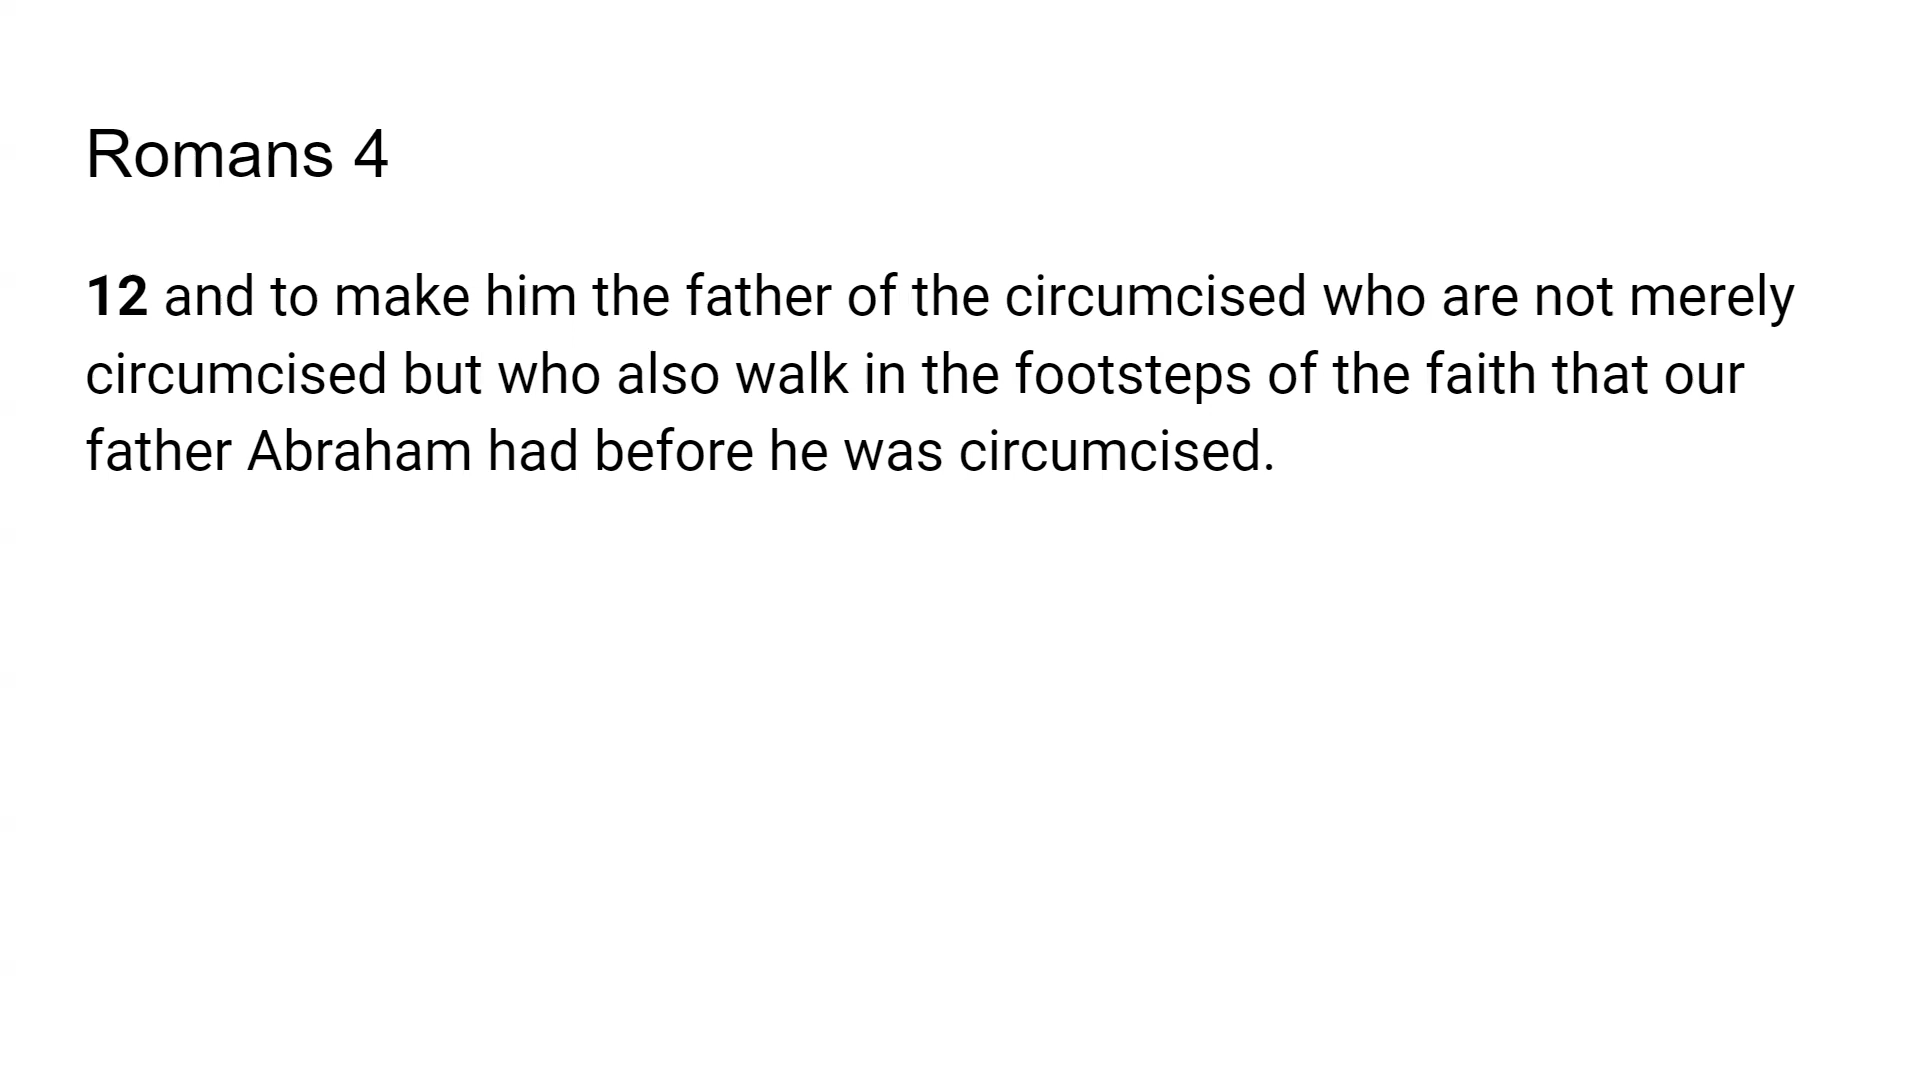 Romans 4
12 and to make him the father of the circumcised who are not merely
circumcised but who also walk in the footsteps of the faith that our
father Abraham had before he was circumcised.